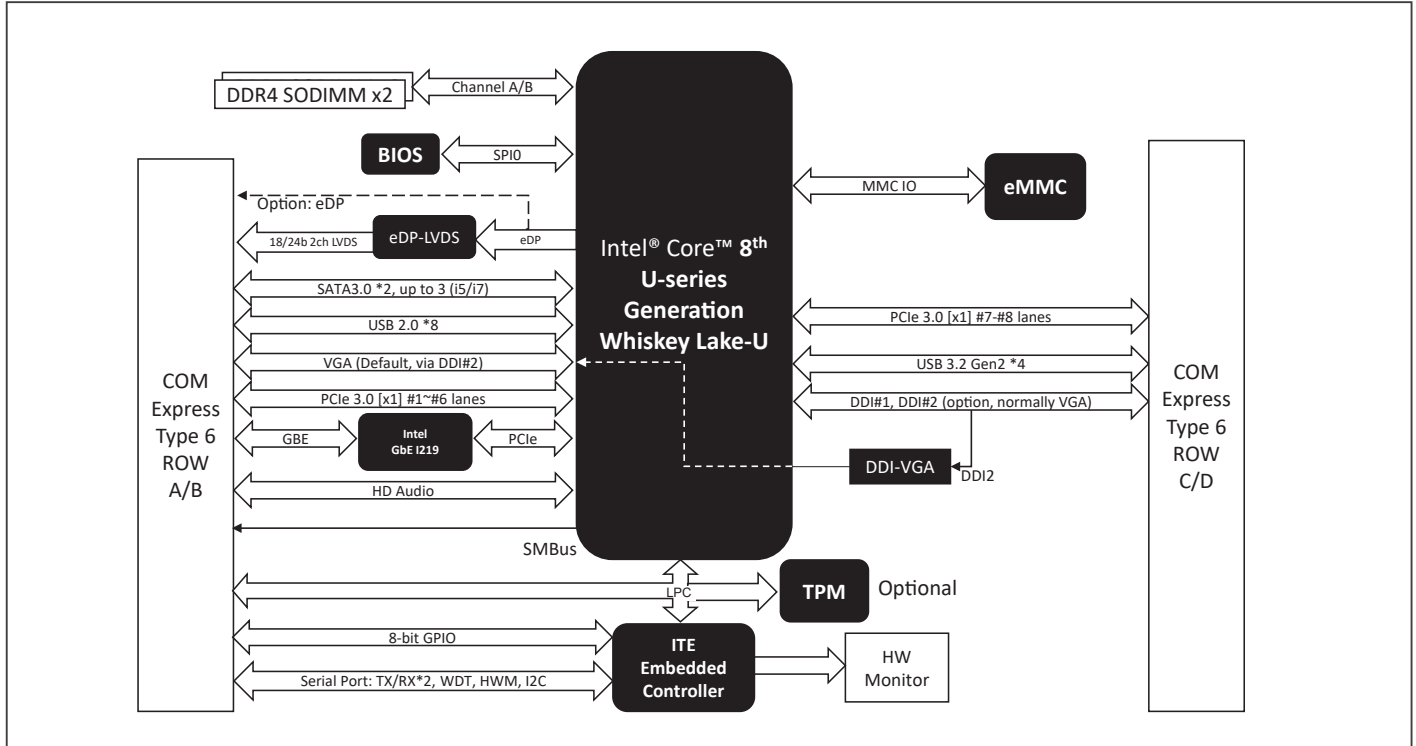 DDR4 SODIMM x2
Channel A/B
BIOS
SPI0
MMC IO
eMMC
Option: eDP
18/24b 2ch LVDS
eDP-LVDS
eDP
Intel® Core™ 8th
U-series
Generation
Whiskey Lake-U
SATA3.0 *2, up to 3 (i5/i7)
USB 2.0 *8
VGA (Default, via DDI#2)
PCIe 3.0 [x1] #1~#6 lanes
GBE
Intel
GbE I219
PCIe
HD Audio
SMBus
COM
Express
Type 6
ROW
A/B
PCIe 3.0 [x1] #7-#8 lanes
USB 3.2 Gen2 *4
DDI#1, DDI#2 (option, normally VGA)
DDI-VGA
DDI2
COM
Express
Type 6
ROW
C/D
LPC
TPM
Optional
8-bit GPIO
Serial Port: TX/RX*2, WDT, HWM, I2C
ITE
Embedded
Controller
HW
Monitor